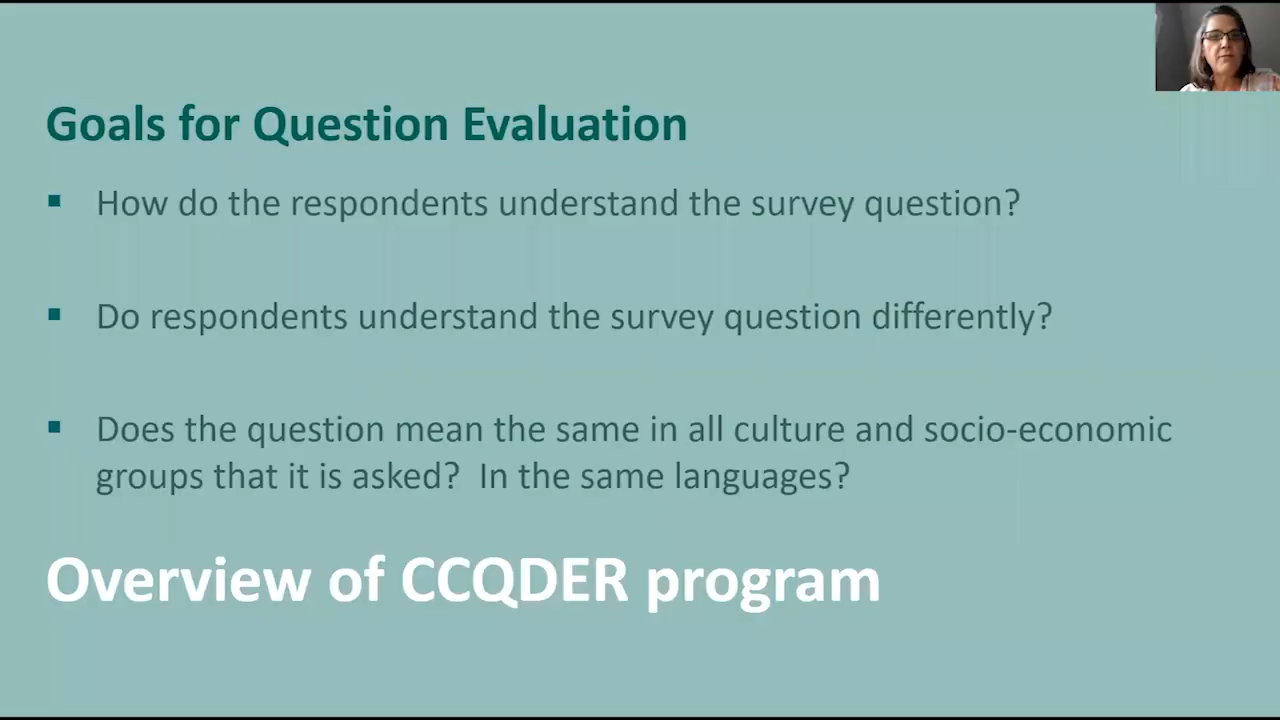 Goals for Question Evaluation
▪ How do the respondents understand the survey question?
▪ Do respondents understand the survey question differently?
▪ Does the question mean the same in all culture and socio-economic
groups that it is asked?  In the same languages?
Overview of CCQDER program